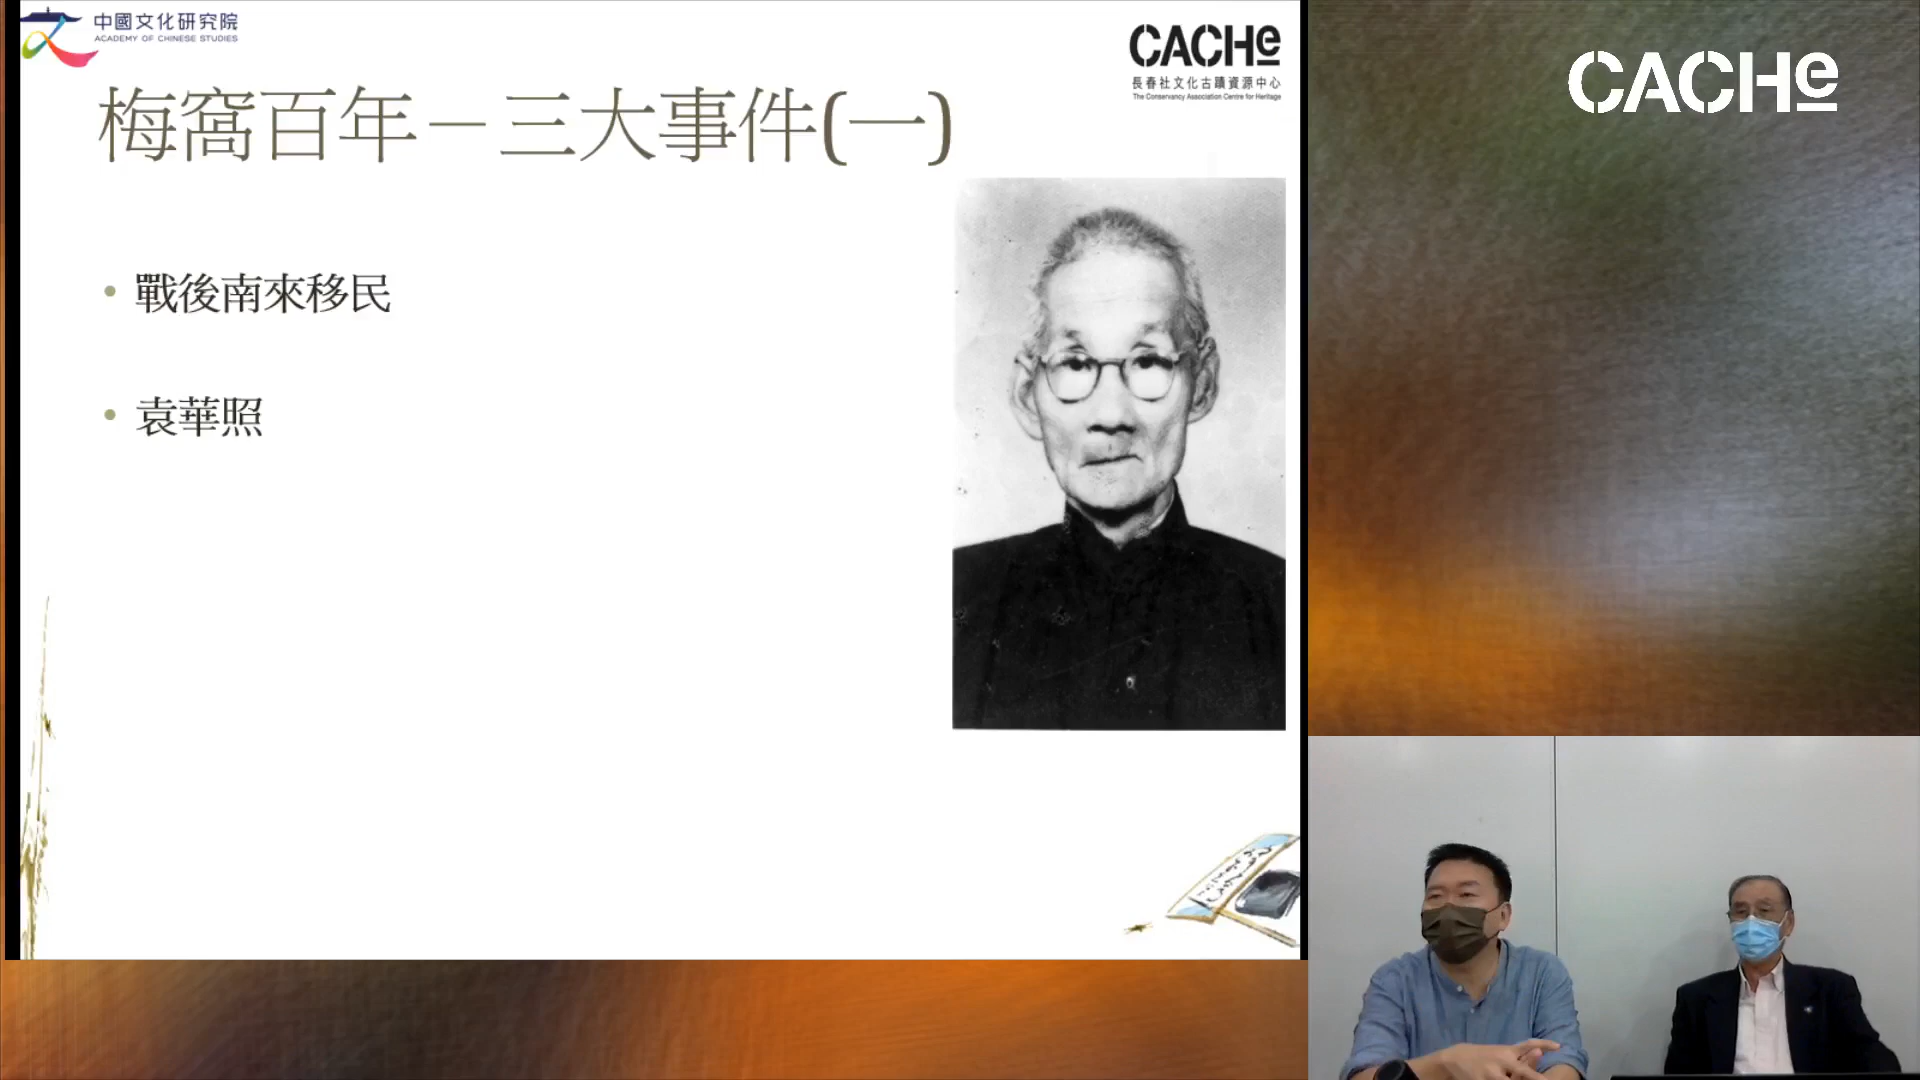 中國文化研究院
ACADEMY OF CHINESE STUDIES
CACHe
長春社文化古蹟資源中心
The Conservancy Association Centre for Heritage
梅窩百年－三大事件(一)
• 戰後南來移民
• 袁華照
CACHe